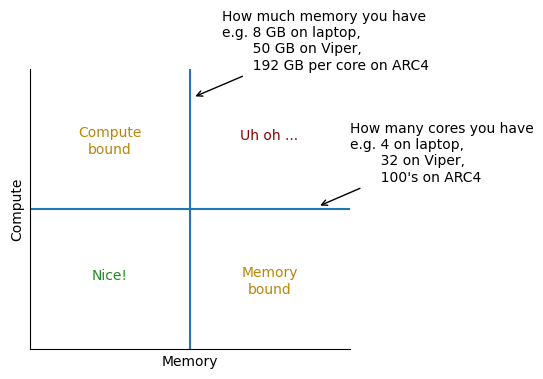 How much memory you have
e.g. 8 GB on laptop,
50 GB on Viper,
192 GB per core on ARC4
Compute
bound
Uh oh ...
How many cores you have
e.g. 4 on laptop,
32 on Viper,
100's on ARC4
Compute
Nice!
Memory
bound
Memory